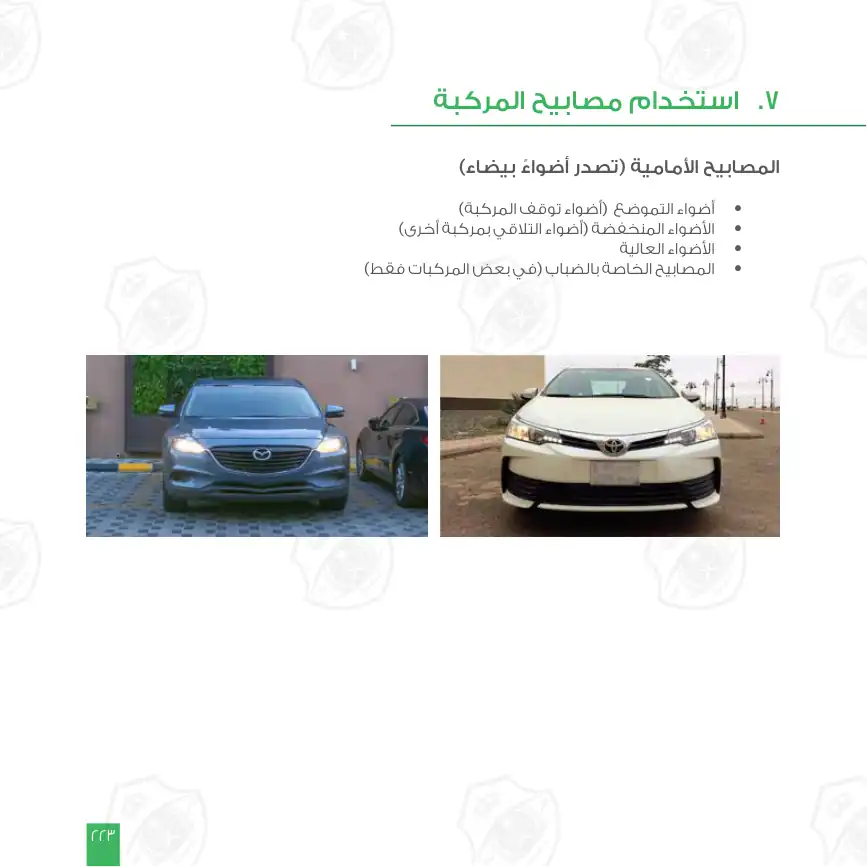 ٧. استخدام مصابيح المركبة
المصابيح الأمامية (تصدر أضواءً بيضاء)
• أضواء التموضع (أضواء توقف المركبة)
• الأضواء المنخفضة (أضواء التلاقي بمركبة أخرى)
• الأضواء العالية
• المصابيح الخاصة بالضباب (في بعض المركبات فقط)
٢٢٣